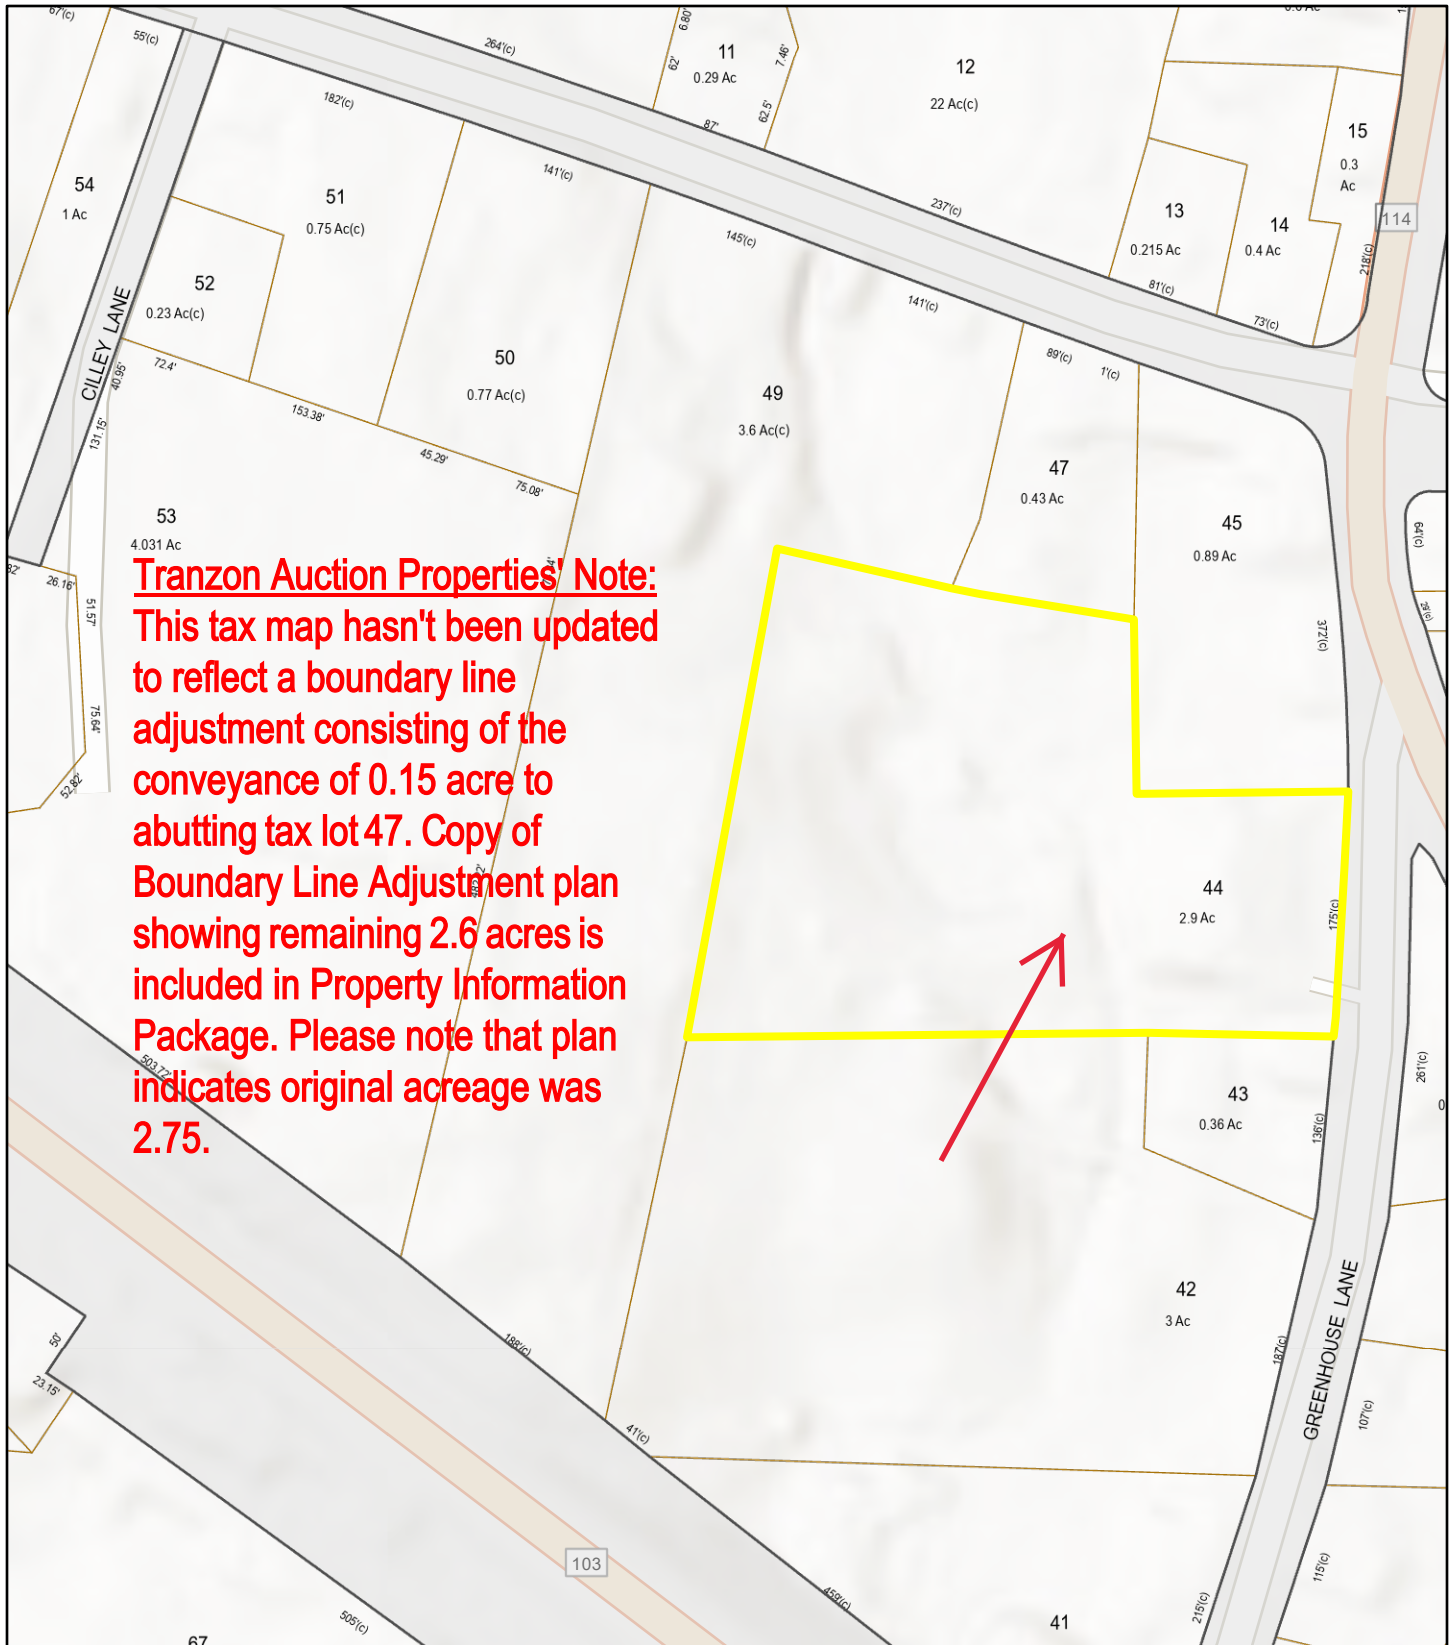 67'(c)
55'(c)
264'(c)
6.80'
62'
11
0.29 Ac
7.46'
62.5'
87'
12
22 Ac(c)
15
0.3
Ac
114
182'(c)
54
1 Ac
51
0.75 Ac(c)
141'(c)
145'(c)
237'(c)
13
0.215 Ac
14
0.4 Ac
218'(c)
52
0.23 Ac(c)
CILLEY LANE
40.95'
131.15'
72.4'
153.38'
50
0.77 Ac(c)
45.29'
75.08'
49
3.6 Ac(c)
141'(c)
89'(c)
1'(c)
81'(c)
73'(c)
47
0.43 Ac
45
0.89 Ac
64'(c)
53
4.031 Ac
26.16'
51.57'
75.64'
52.82'
372'(c)
Tranzon Auction Properties' Note:
This tax map hasn't been updated
to reflect a boundary line
adjustment consisting of the
conveyance of 0.15 acre to
abutting tax lot 47. Copy of
Boundary Line Adjustment plan
showing remaining 2.6 acres is
included in Property Information
Package. Please note that plan
indicates original acreage was
2.75.
44
2.9 Ac
175'(c)
503.72'
43
0.36 Ac
136'(c)
261'(c)
42
3 Ac
187'(c)
GREENHOUSE LANE
188'(c)
50'
23.15'
41'(c)
107'(c)
103
459'(c)
505'(c)
41
215'(c)
115'(c)
67